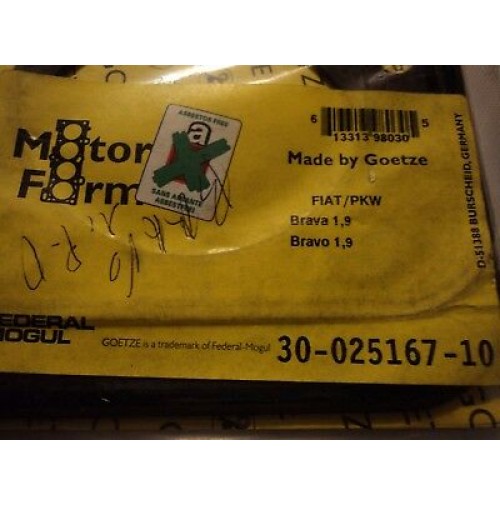 ASBESTOS FREE
a
SANS AMIANTE
ASBESTFREI
Motor
Form
6 13313 98030 5
Made by Goetze
FIAT/PKW
Brava 1,9
Bravo 1,9
D-51388 BURSCHEID, GERMANY
FEDERAL
MOGUL
GOETZE is a trademark of Federal-Mogul
30-025167-10